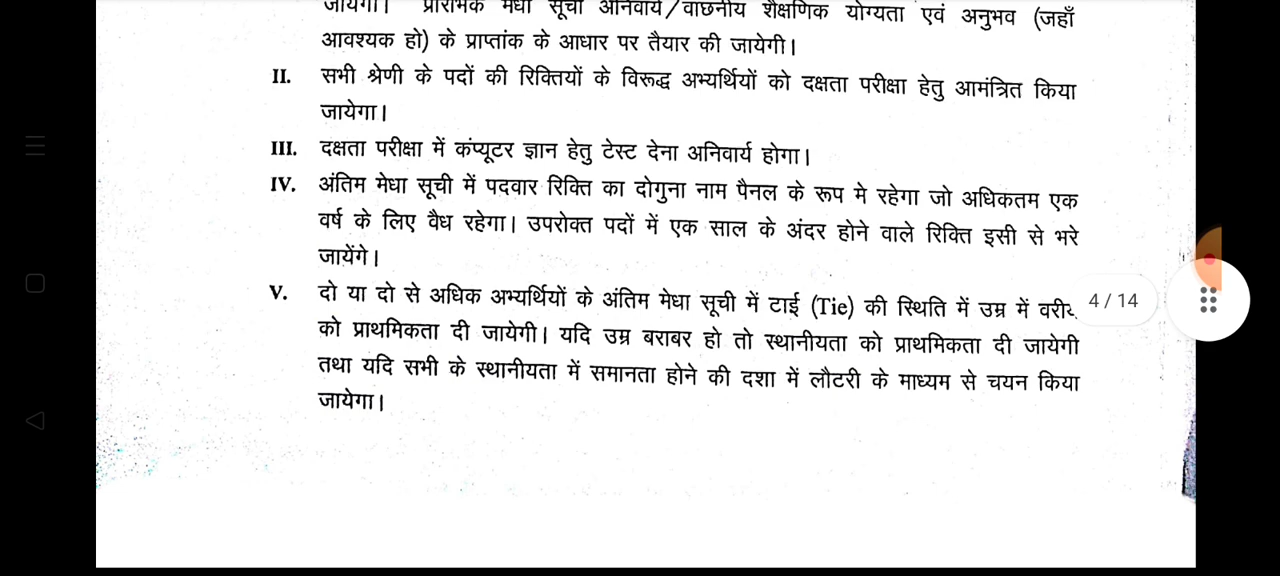 जायेगी। प्रारंभिक मेधा सूची अनिवार्य/वांछनीय शैक्षणिक योग्यता एवं अनुभव (जहाँ
आवश्यक हो) के प्राप्तांक के आधार पर तैयार की जायेगी।
II. सभी श्रेणी के पदों की रिक्तियों के विरूद्ध अभ्यर्थियों को दक्षता परीक्षा हेतु आमंत्रित किया
जायेगा।
III. दक्षता परीक्षा में कंप्यूटर ज्ञान हेतु टेस्ट देना अनिवार्य होगा।
IV. अंतिम मेधा सूची में पदवार रिक्ति का दोगुना नाम पैनल के रूप मे रहेगा जो अधिकतम एक
वर्ष के लिए वैध रहेगा। उपरोक्त पदों में एक साल के अंदर होने वाले रिक्ति इसी से भरे
जायेंगे।
V. दो या दो से अधिक अभ्यर्थियों के अंतिम मेधा सूची में टाई (Tie) की स्थिति में उम्र में
4 / 14
को प्राथमिकता दी जायेगी। यदि उम्र बराबर हो तो स्थानीयता को प्राथमिकता दी जायेगी
तथा यदि सभी के स्थानीयता में समानता होने की दशा में लौटरी के माध्यम से चयन किया
जायेगा।